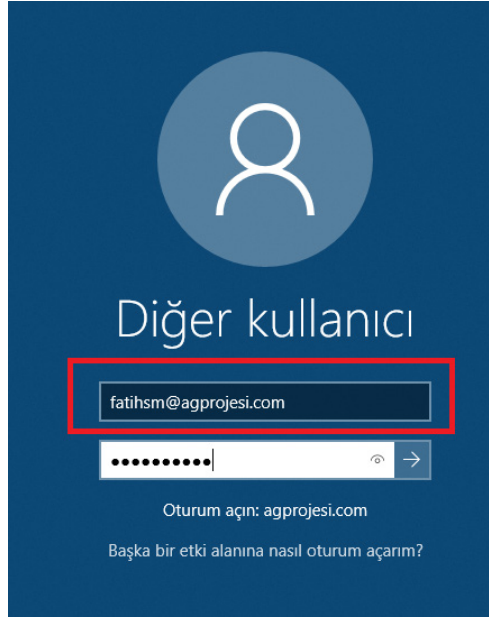 Diğer kullanıcı
fatihsm@agprojesi.com
●●●●●●●●●●
Oturum açın: agprojesi.com
Başka bir etki alanına nasıl oturum açarım?